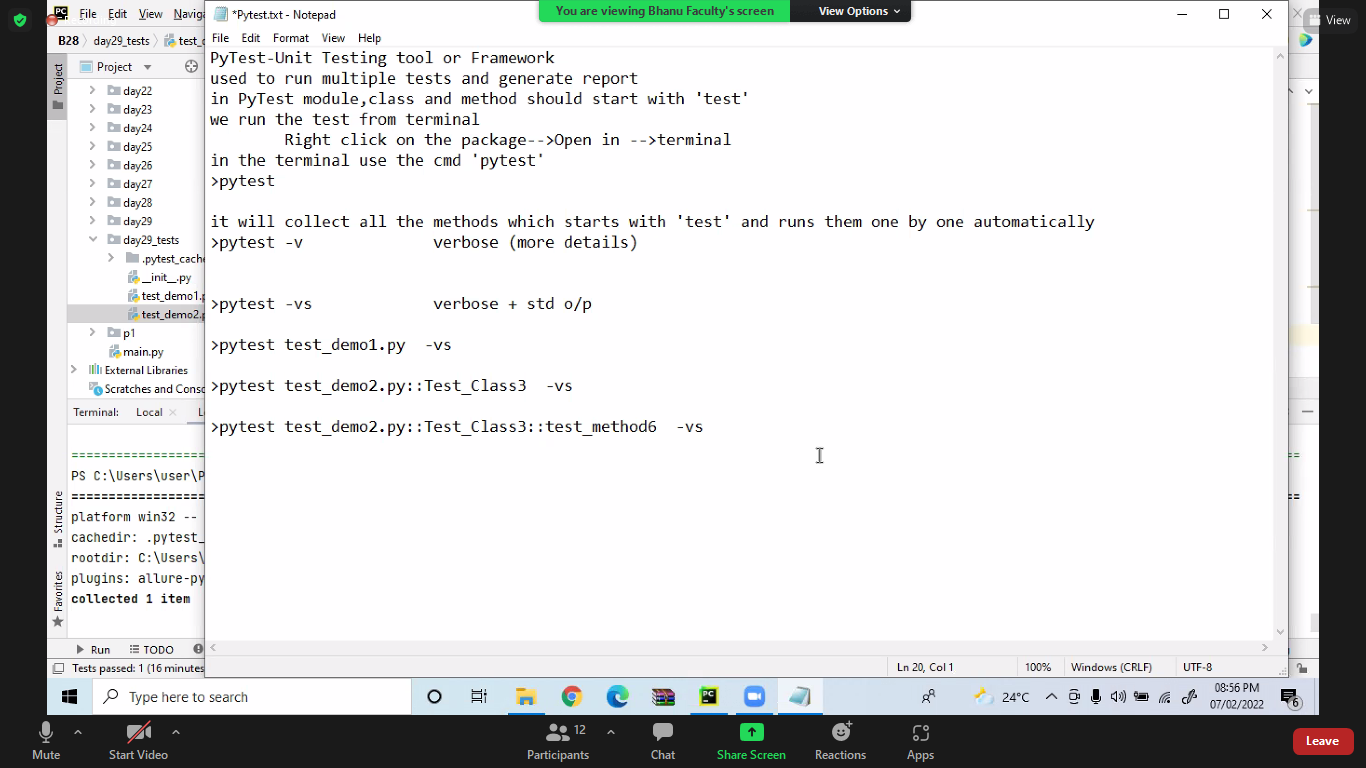 You are viewing Bhanu Faculty's screen
View Options
View
File Edit View Naviga
B28 day29_tests test_d
Project
Project
day22
day23
day24
day25
day26
day27
day28
day29
day29_tests
.pytest_cache
__init__.py
test_demo1.p
test_demo2.p
p1
main.py
External Libraries
Scratches and Conso
Terminal: Local
PS C:\Users\user\P
platform win32 --
cachedir: .pytest_
rootdir: C:\Users\
plugins: allure-py
collected 1 item
Structure
Favorites
Run TODO
Tests passed: 1 (16 minutes
*Pytest.txt - Notepad
File Edit Format View Help
PyTest-Unit Testing tool or Framework
used to run multiple tests and generate report
in PyTest module,class and method should start with 'test'
we run the test from terminal
Right click on the package-->Open in -->terminal
in the terminal use the cmd 'pytest'
>pytest
it will collect all the methods which starts with 'test' and runs them one by one automatically
>pytest -v verbose (more details)
>pytest -vs verbose + std o/p
>pytest test_demo1.py -vs
>pytest test_demo2.py::Test_Class3 -vs
>pytest test_demo2.py::Test_Class3::test_method6 -vs
Ln 20, Col 1 100% Windows (CRLF) UTF-8
Type here to search
24°C
08:56 PM
07/02/2022
6
Mute
Start Video
Participants 12
Chat
Share Screen
Reactions
Apps
Leave